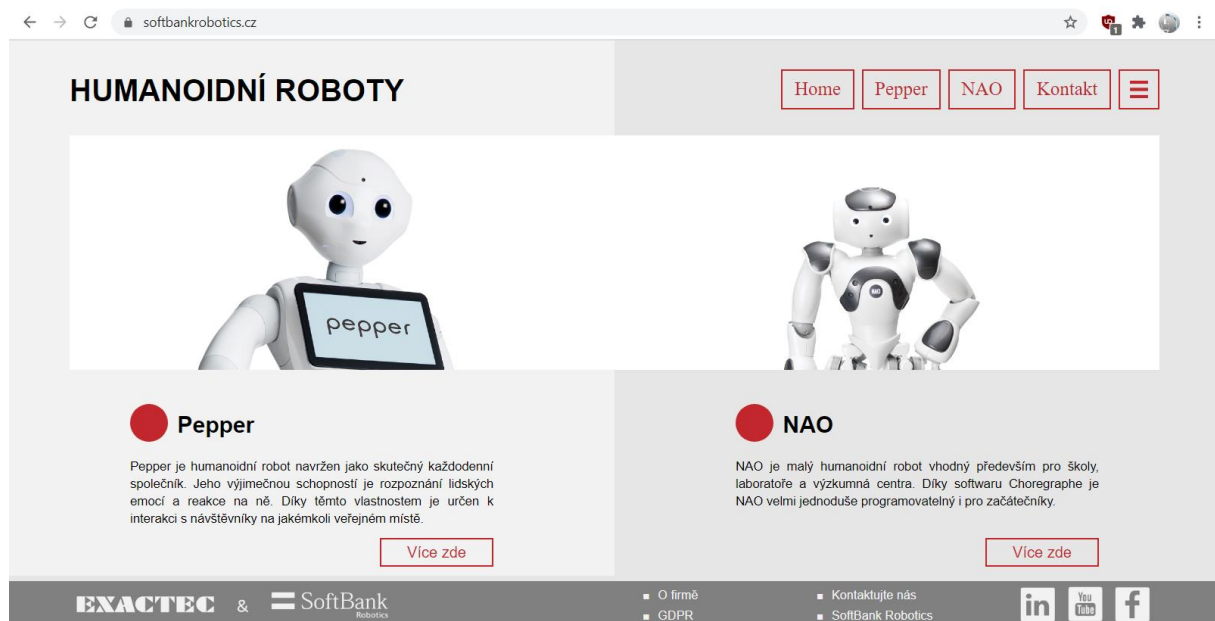 softbankrobotics.cz
1
HUMANOIDNÍ ROBOTY
Home
Pepper
NAO
Kontakt
pepper
NAO
Pepper
Pepper je humanoidní robot navržen jako skutečný každodenní
společník. Jeho výjimečnou schopností je rozpoznání lidských
emocí a reakce na ně. Díky těmto vlastnostem je určen k
interakci s návštěvníky na jakémkoli veřejném místě.
Více zde
NAO
NAO je malý humanoidní robot vhodný především pro školy,
laboratoře a výzkumná centra. Díky softwaru Choregraphe je
NAO velmi jednoduše programovatelný i pro začátečníky.
Více zde
EXACTEC & SoftBank
Robotics
O firmě
GDPR
Kontaktujte nás
SoftBank Robotics
in
You
Tube
f